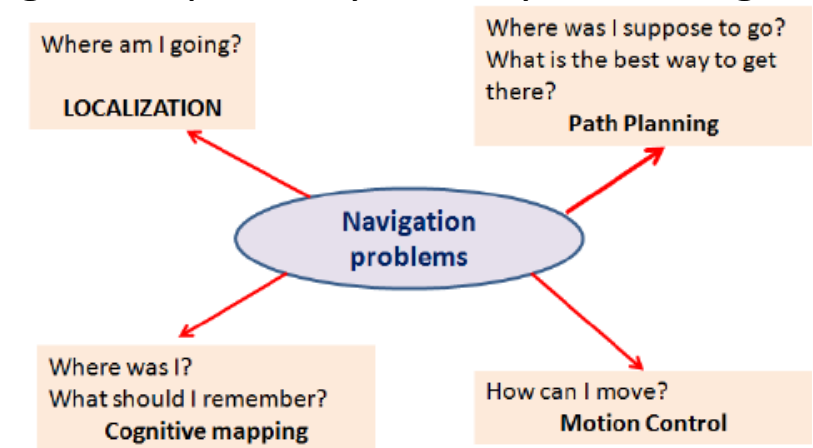 Where am I going?
LOCALIZATION
Where was I suppose to go?
What is the best way to get
there?
Path Planning
Navigation
problems
Where was I?
What should I remember?
Cognitive mapping
How can I move?
Motion Control